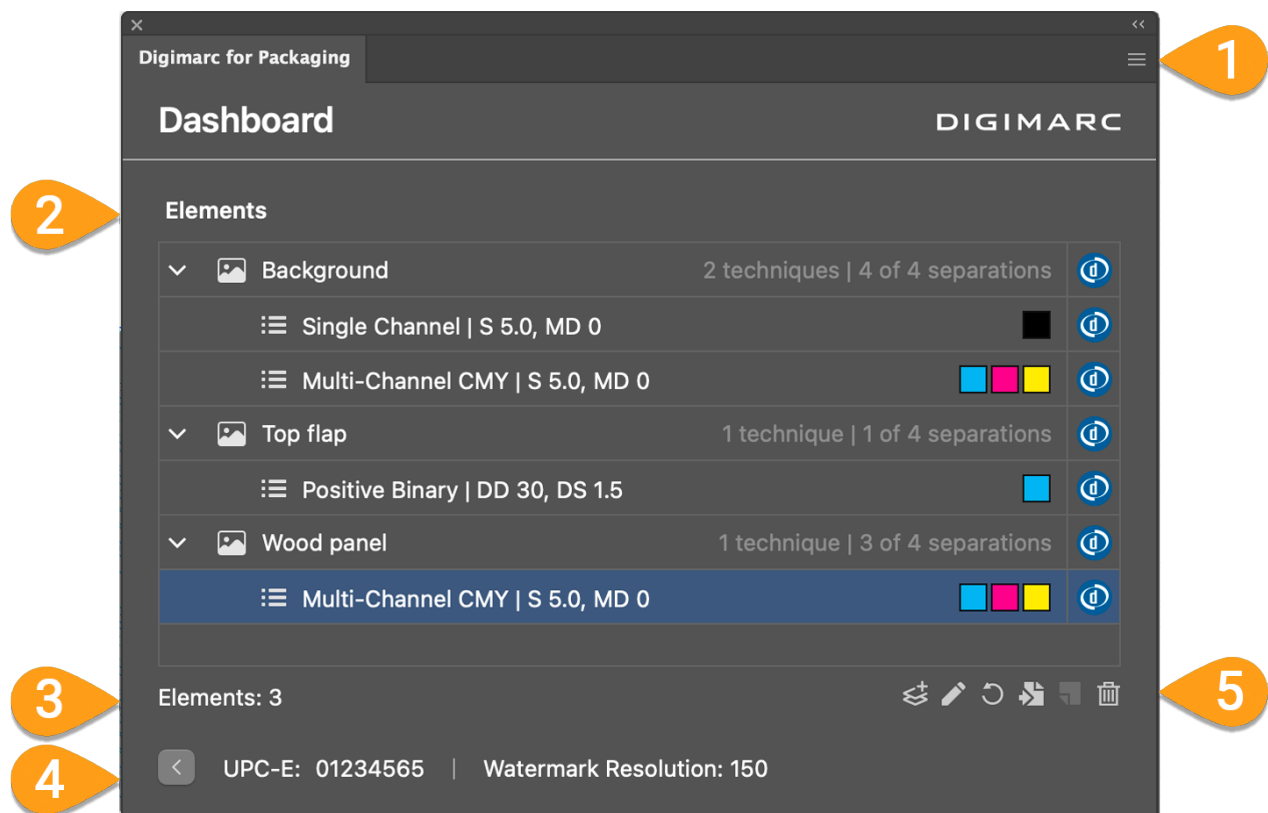 Digimarc for Packaging
1
Dashboard
DIGIMARC
2
Elements
Background 2 techniques | 4 of 4 separations
Single Channel | S 5.0, MD 0
Multi-Channel CMY | S 5.0, MD 0
Top flap 1 technique | 1 of 4 separations
Positive Binary | DD 30, DS 1.5
Wood panel 1 technique | 3 of 4 separations
Multi-Channel CMY | S 5.0, MD 0
3
Elements: 3
5
4
UPC-E: 01234565 | Watermark Resolution: 150